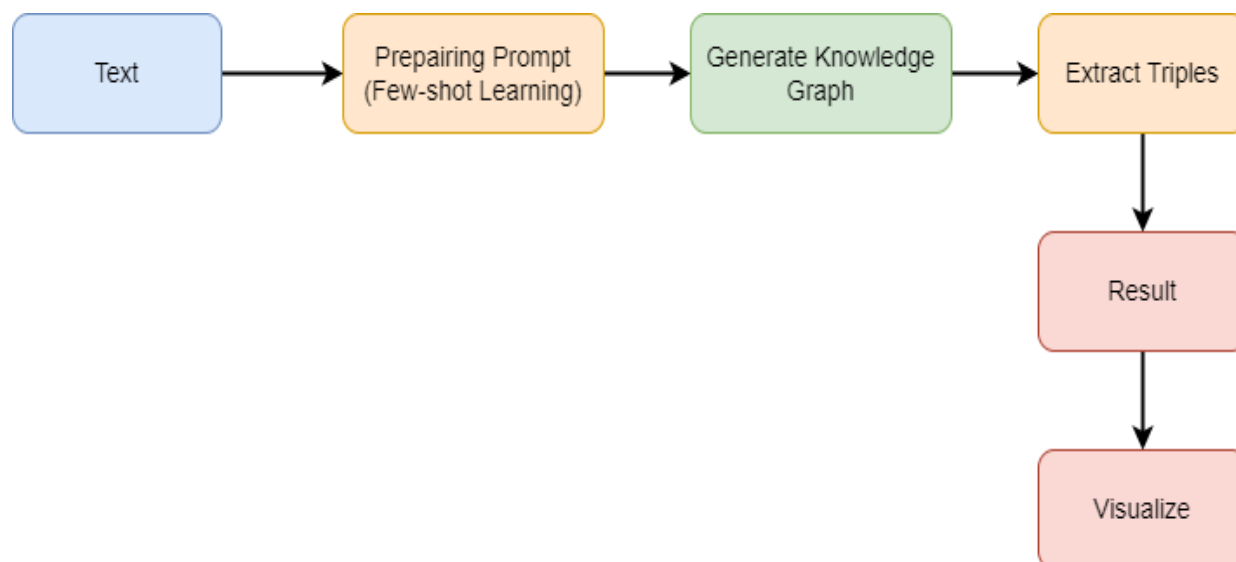 Text
Prepairing Prompt
(Few-shot Learning)
Generate Knowledge
Graph
Extract Triples
Result
Visualize